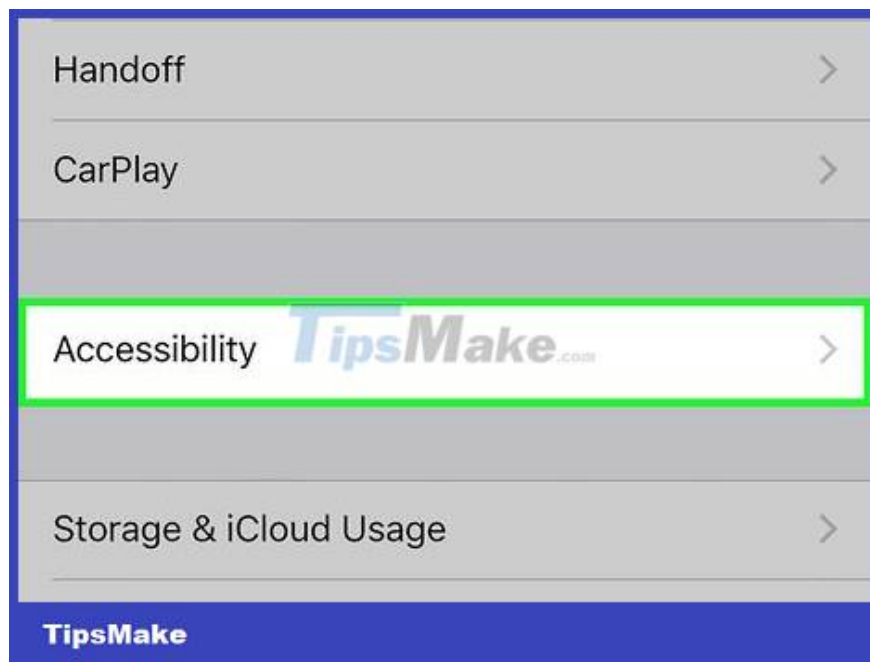 Handoff
CarPlay
Accessibility
TipsMake.com
Storage & iCloud Usage
TipsMake